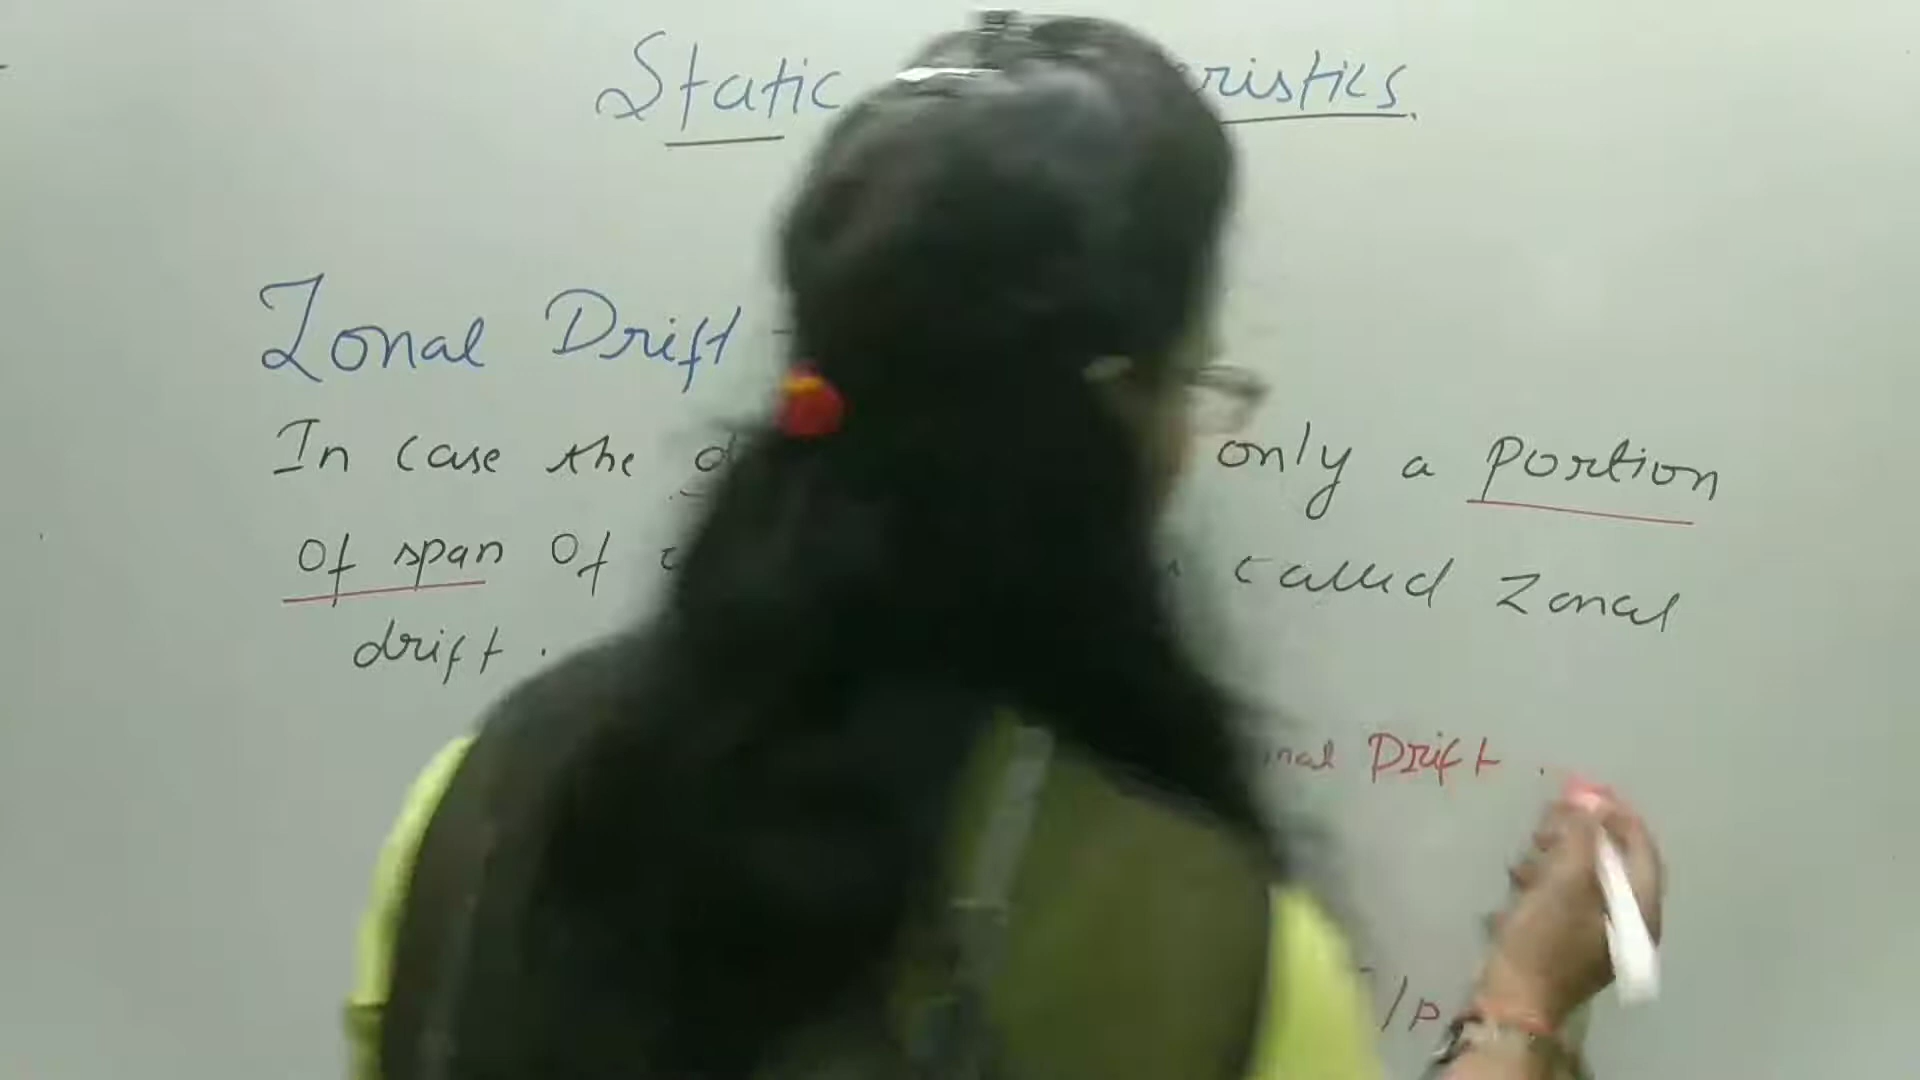 Static ristics.
Zonal Drift -
In case the only a portion
of span of called Zonal
drift.
nal Drift.
/p